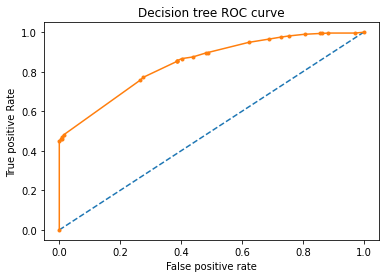 Decision tree ROC curve
1.0
0.8
0.6
0.4
0.2
0.0
True positive Rate
0.0 0.2 0.4 0.6 0.8 1.0
False positive rate